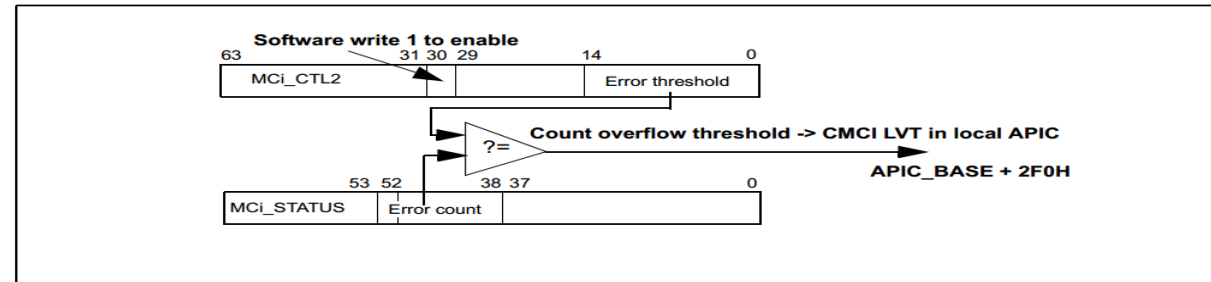 Software write 1 to enable
63 31 30 29 14 0
MCi_CTL2 Error threshold
?=
Count overflow threshold -> CMCI LVT in local APIC
APIC_BASE + 2F0H
53 52 38 37 0
MCi_STATUS Error count